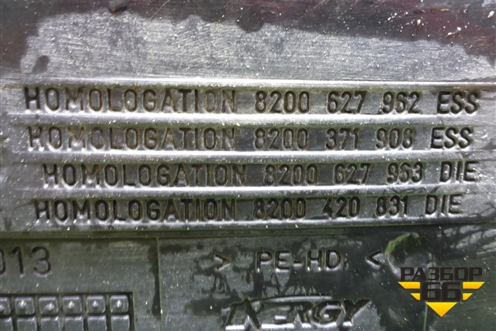 HOMOLOGATION 8200 627 962 ESS
HOMOLOGATION 8200 371 906 ESS
HOMOLOGATION 8200 627 963 DIE
HOMOLOGATION 8200 420 831 DIE
013 > PE-HD <
INERGY
РАЗБОР
66